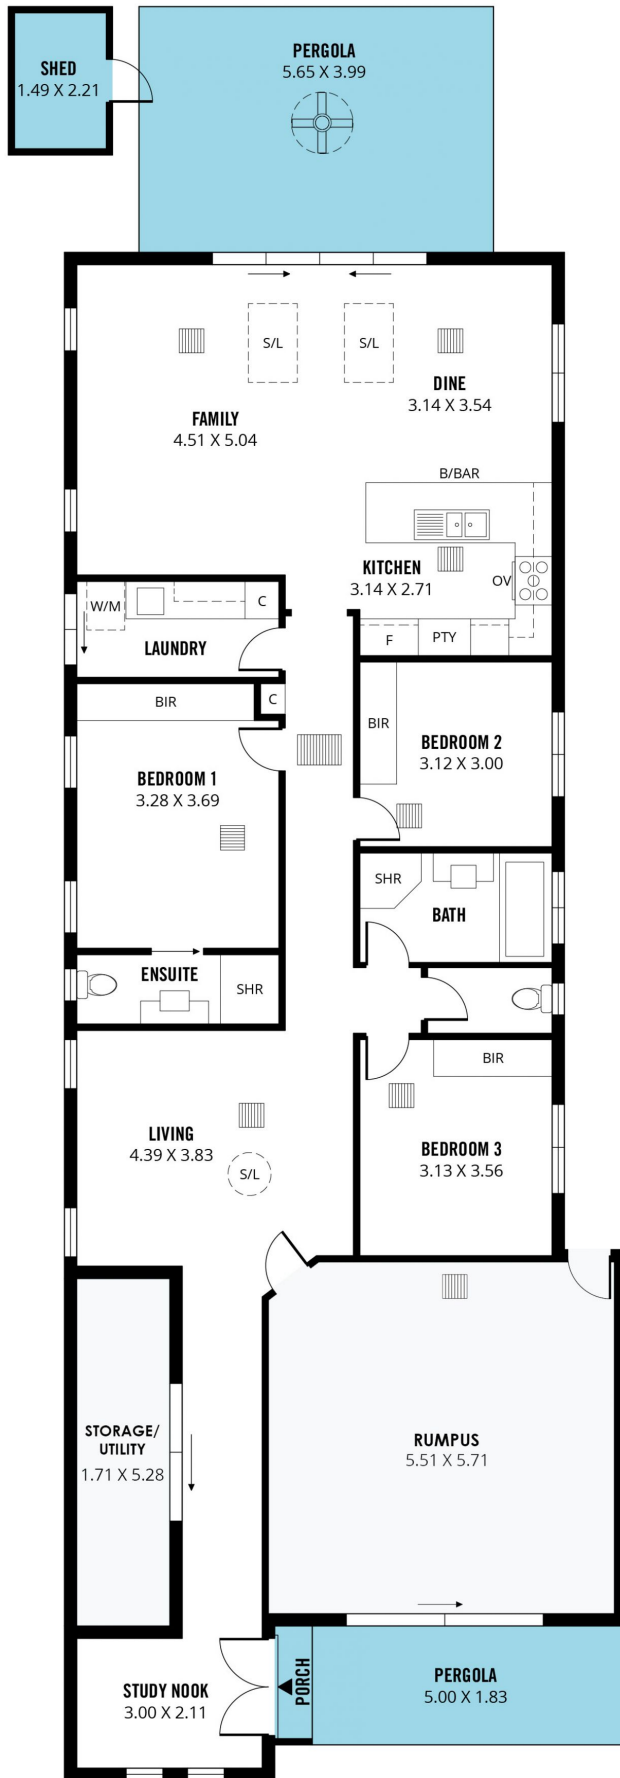 SHED
1.49 X 2.21
PERGOLA
5.65 X 3.99
S/L
S/L
DINE
3.14 X 3.54
FAMILY
4.51 X 5.04
B/BAR
KITCHEN
3.14 X 2.71
OV
W/M
C
F
PTY
LAUNDRY
BIR
C
BIR
BEDROOM 2
3.12 X 3.00
BEDROOM 1
3.28 X 3.69
SHR
BATH
ENSUITE
SHR
BIR
LIVING
4.39 X 3.83
S/L
BEDROOM 3
3.13 X 3.56
STORAGE/
UTILITY
1.71 X 5.28
RUMPUS
5.51 X 5.71
STUDY NOOK
3.00 X 2.11
PORCH
PERGOLA
5.00 X 1.83